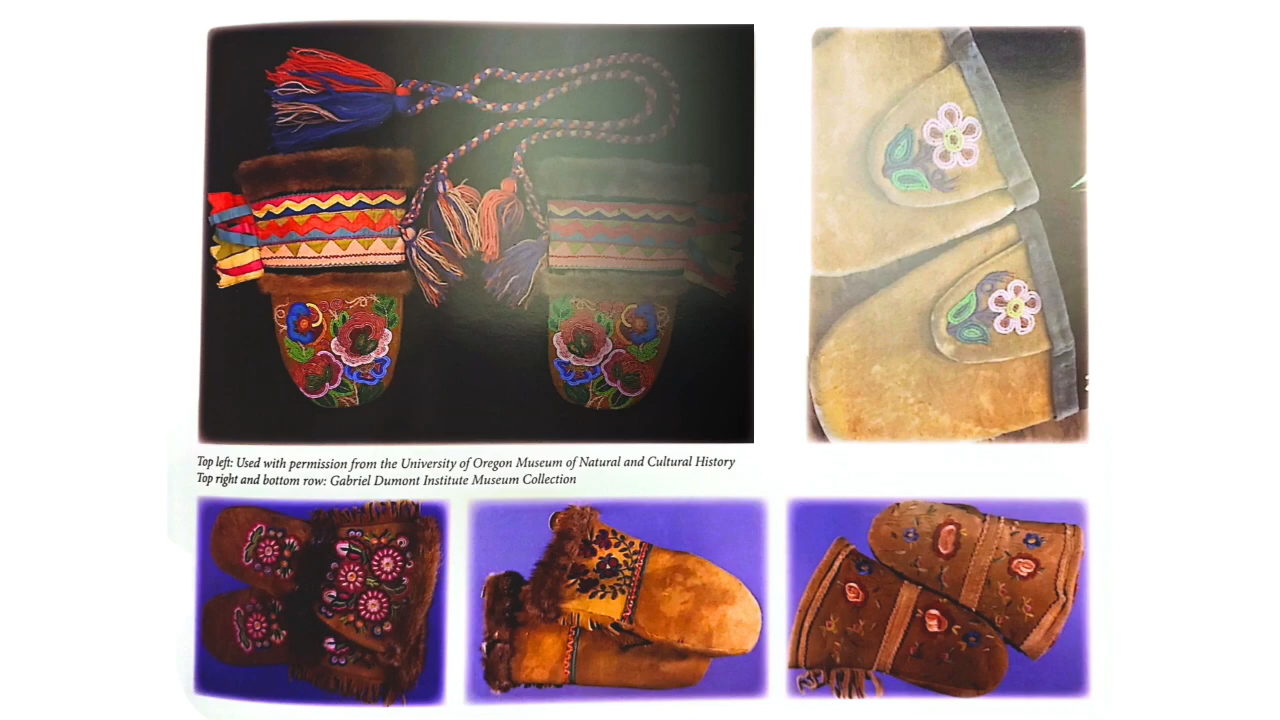 Top left: Used with permission from the University of Oregon Museum of Natural and Cultural History
Top right and bottom row: Gabriel Dumont Institute Museum Collection